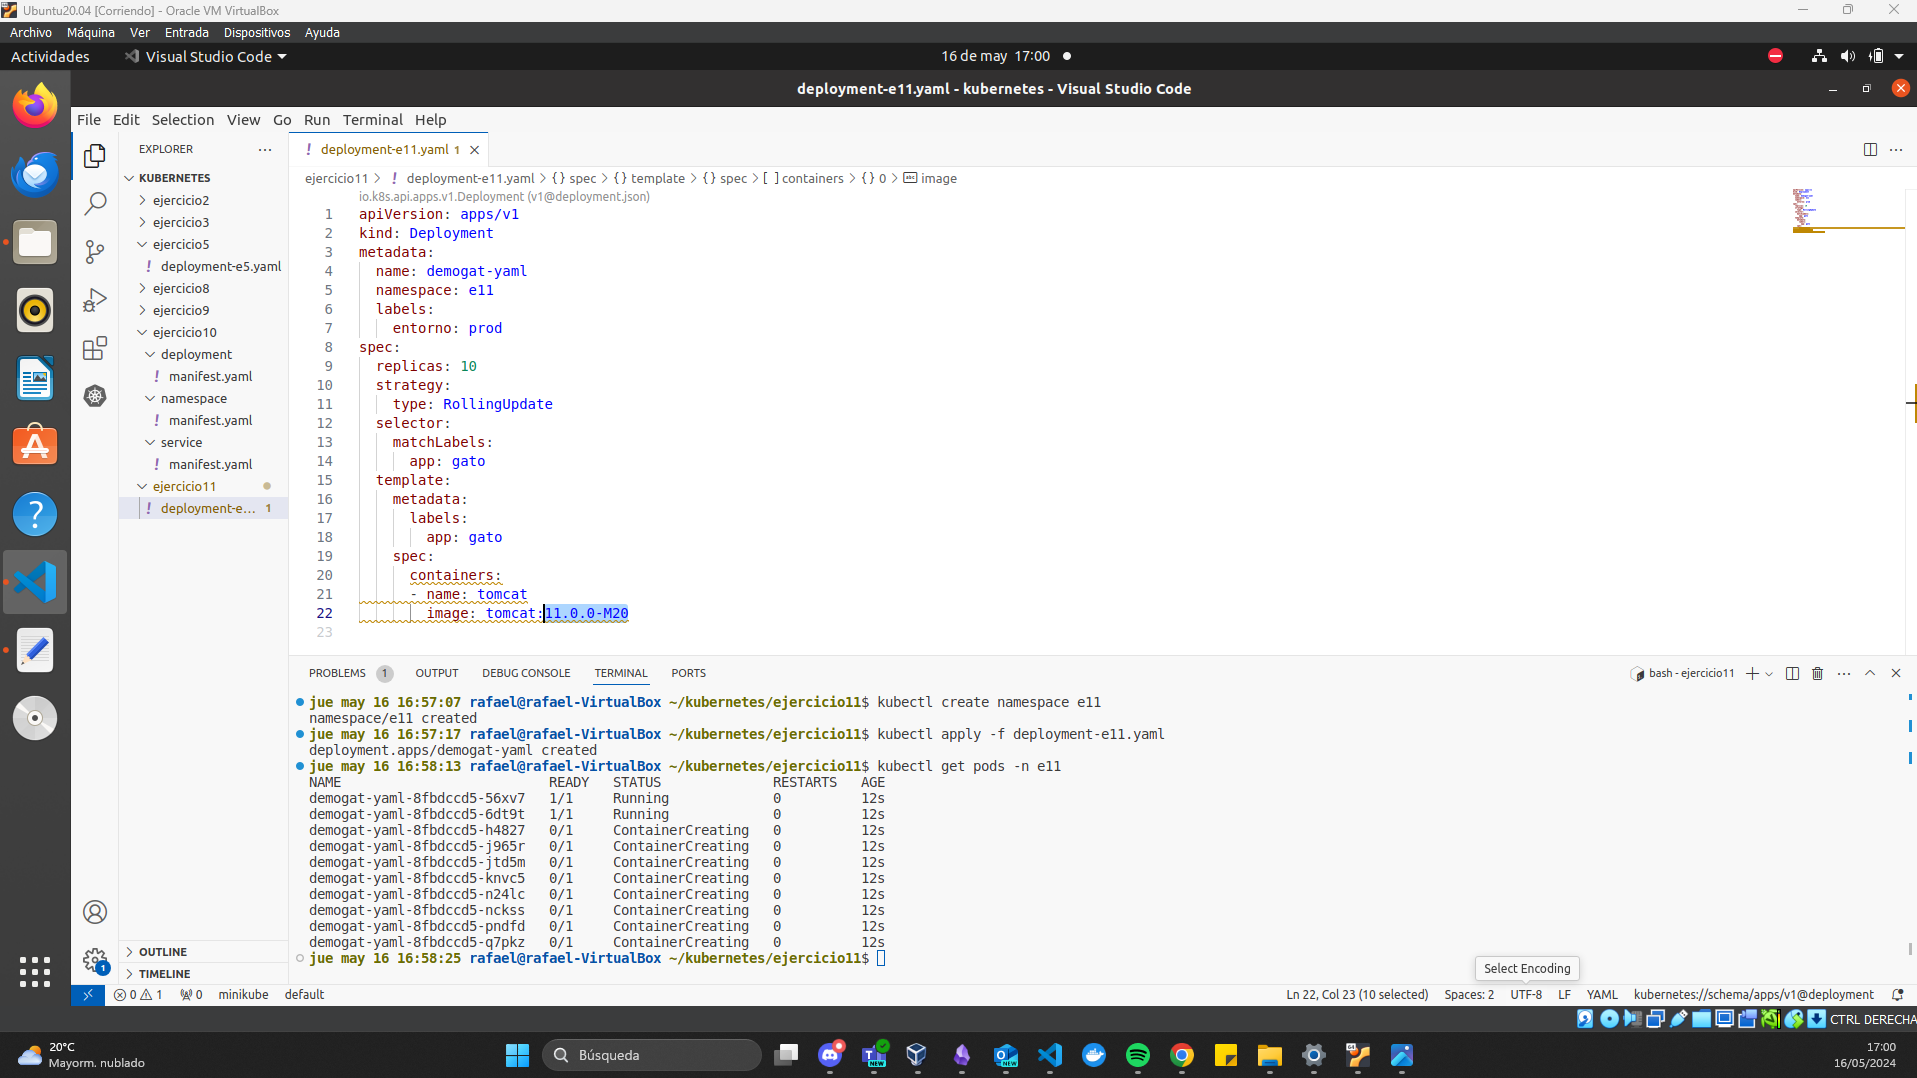 Ubuntu20.04 [Corriendo] - Oracle VM VirtualBox
Archivo Máquina Ver Entrada Dispositivos Ayuda
Actividades Visual Studio Code 16 de may 17:00
deployment-e11.yaml - kubernetes - Visual Studio Code
File Edit Selection View Go Run Terminal Help
EXPLORER
KUBERNETES
ejercicio2
ejercicio3
ejercicio5
! deployment-e5.yaml
ejercicio8
ejercicio9
ejercicio10
deployment
! manifest.yaml
namespace
! manifest.yaml
service
! manifest.yaml
ejercicio11
! deployment-e... 1
OUTLINE
TIMELINE
! deployment-e11.yaml 1
ejercicio11 > ! deployment-e11.yaml > {} spec > {} template > {} spec > [ ] containers > {} 0 > abc image
io.k8s.api.apps.v1.Deployment (v1@deployment.json)
1 apiVersion: apps/v1
2 kind: Deployment
3 metadata:
4 name: demogat-yaml
5 namespace: e11
6 labels:
7 entorno: prod
8 spec:
9 replicas: 10
10 strategy:
11 type: RollingUpdate
12 selector:
13 matchLabels:
14 app: gato
15 template:
16 metadata:
17 labels:
18 app: gato
19 spec:
20 containers:
21 - name: tomcat
22 image: tomcat:11.0.0-M20
23
PROBLEMS 1 OUTPUT DEBUG CONSOLE TERMINAL PORTS bash - ejercicio11
jue may 16 16:57:07 rafael@rafael-VirtualBox ~/kubernetes/ejercicio11$ kubectl create namespace e11
namespace/e11 created
jue may 16 16:57:17 rafael@rafael-VirtualBox ~/kubernetes/ejercicio11$ kubectl apply -f deployment-e11.yaml
deployment.apps/demogat-yaml created
jue may 16 16:58:13 rafael@rafael-VirtualBox ~/kubernetes/ejercicio11$ kubectl get pods -n e11
NAME READY STATUS RESTARTS AGE
demogat-yaml-8fbdccd5-56xv7 1/1 Running 0 12s
demogat-yaml-8fbdccd5-6dt9t 1/1 Running 0 12s
demogat-yaml-8fbdccd5-h4827 0/1 ContainerCreating 0 12s
demogat-yaml-8fbdccd5-j965r 0/1 ContainerCreating 0 12s
demogat-yaml-8fbdccd5-jtd5m 0/1 ContainerCreating 0 12s
demogat-yaml-8fbdccd5-knvc5 0/1 ContainerCreating 0 12s
demogat-yaml-8fbdccd5-n24lc 0/1 ContainerCreating 0 12s
demogat-yaml-8fbdccd5-nckss 0/1 ContainerCreating 0 12s
demogat-yaml-8fbdccd5-pndfd 0/1 ContainerCreating 0 12s
demogat-yaml-8fbdccd5-q7pkz 0/1 ContainerCreating 0 12s
jue may 16 16:58:25 rafael@rafael-VirtualBox ~/kubernetes/ejercicio11$
Select Encoding
1
0 1 0 minikube default Ln 22, Col 23 (10 selected) Spaces: 2 UTF-8 LF YAML kubernetes://schema/apps/v1@deployment
CTRL DERECHA
20°C
Mayorm. nublado
Búsqueda
NEW
NEW
64
17:00
16/05/2024